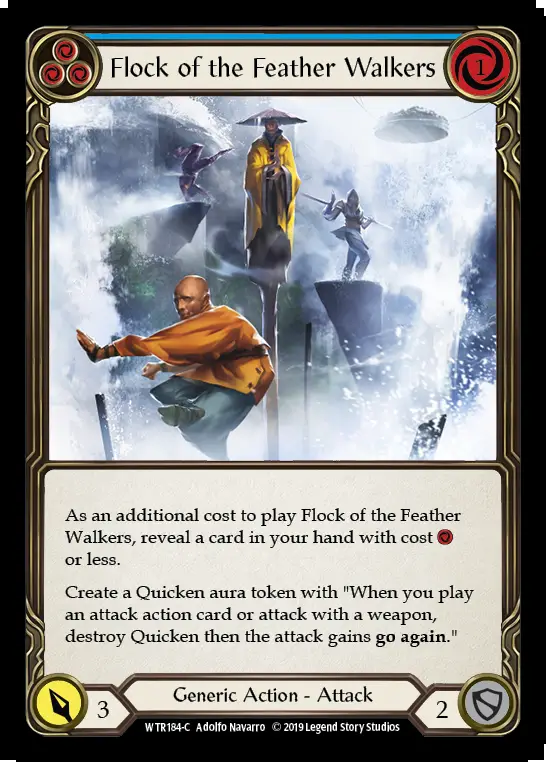 Flock of the Feather Walkers
1
As an additional cost to play Flock of the Feather
Walkers, reveal a card in your hand with cost
or less.
Create a Quicken aura token with "When you play
an attack action card or attack with a weapon,
destroy Quicken then the attack gains go again."
3
Generic Action - Attack
2
WTR184-C Adolfo Navarro © 2019 Legend Story Studios